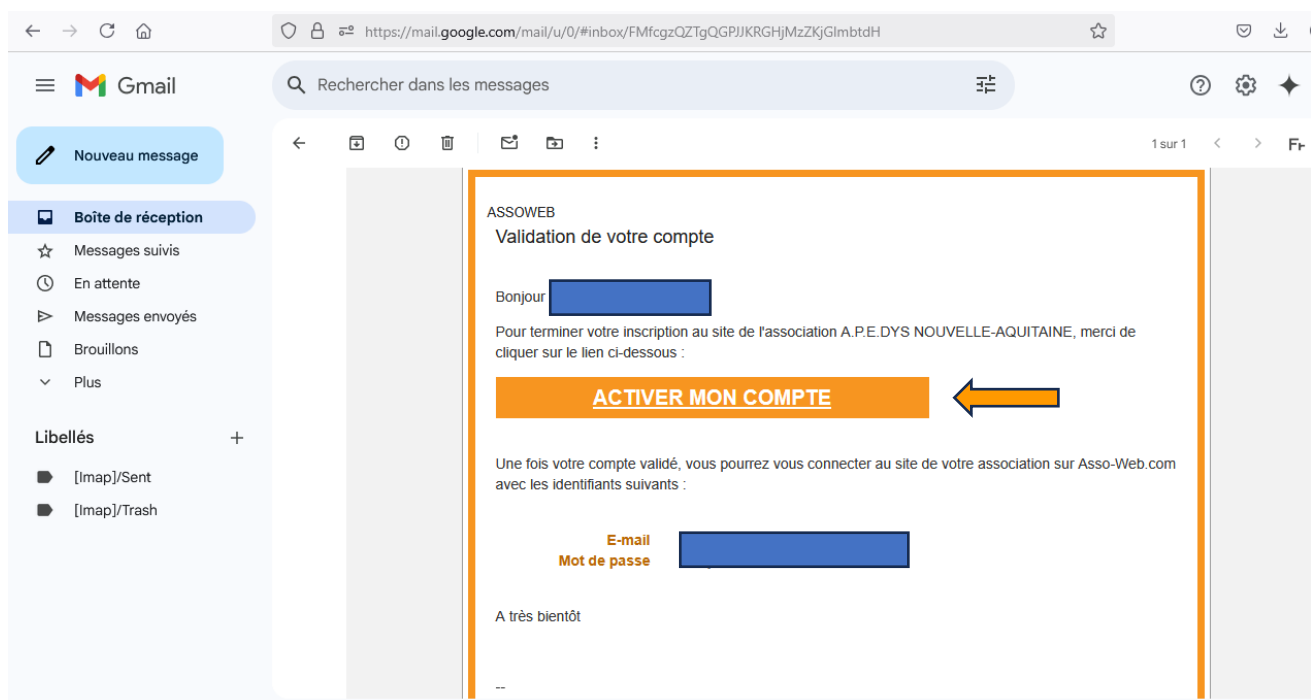 https://mail.google.com/mail/u/0/#inbox/FMfcgzQZTgQGPJJKRGHjMzZKjGlmbtdH
Gmail
Rechercher dans les messages
Nouveau message
1 sur 1
Boîte de réception
Messages suivis
En attente
Messages envoyés
Brouillons
Plus
Libellés
[Imap]/Sent
[Imap]/Trash
ASSOWEB
Validation de votre compte
Bonjour
Pour terminer votre inscription au site de l'association A.P.E.DYS NOUVELLE-AQUITAINE, merci de
cliquer sur le lien ci-dessous :
ACTIVER MON COMPTE
Une fois votre compte validé, vous pourrez vous connecter au site de votre association sur Asso-Web.com
avec les identifiants suivants :
E-mail
Mot de passe
A très bientôt
--